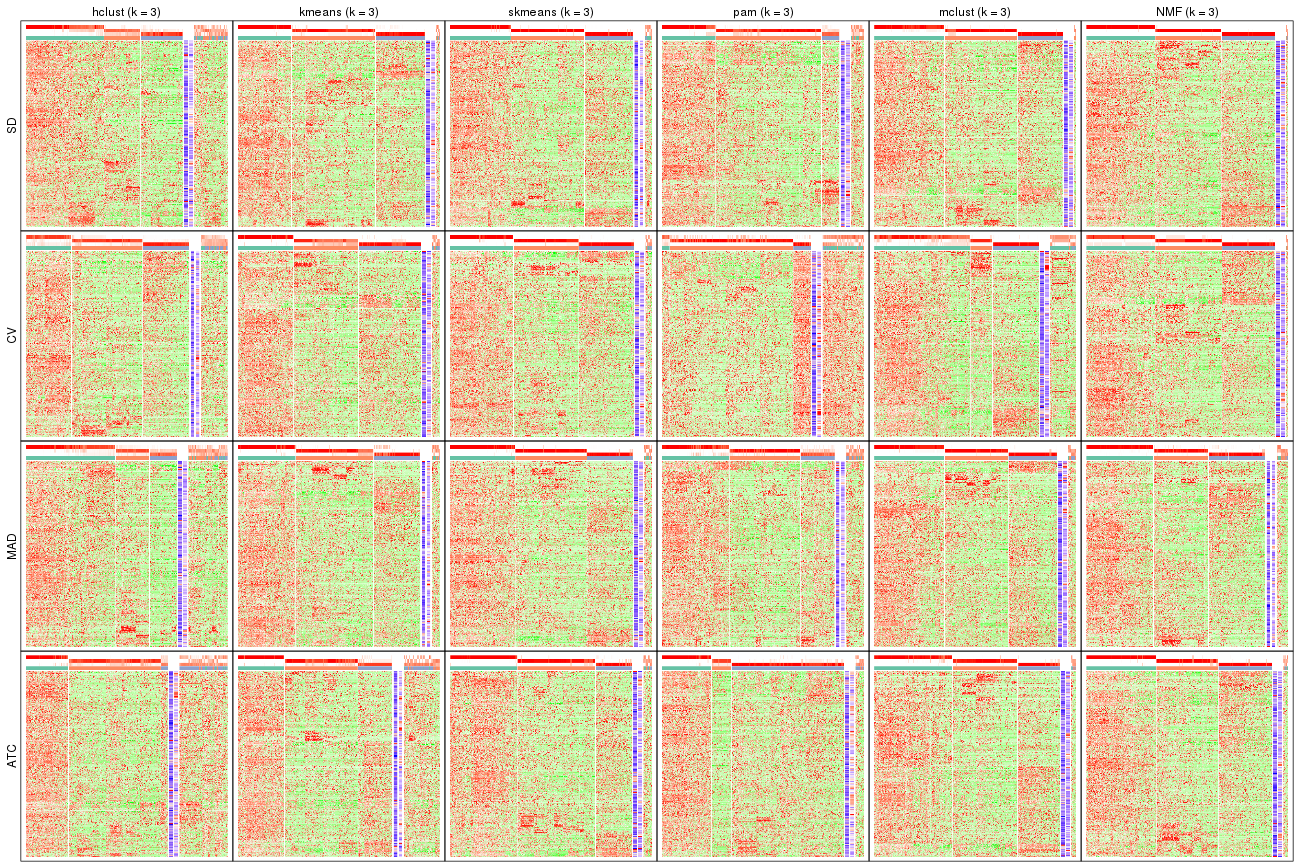 hclust (k = 3)
kmeans (k = 3)
skmeans (k = 3)
pam (k = 3)
mclust (k = 3)
NMF (k = 3)
SD
CV
MAD
ATC